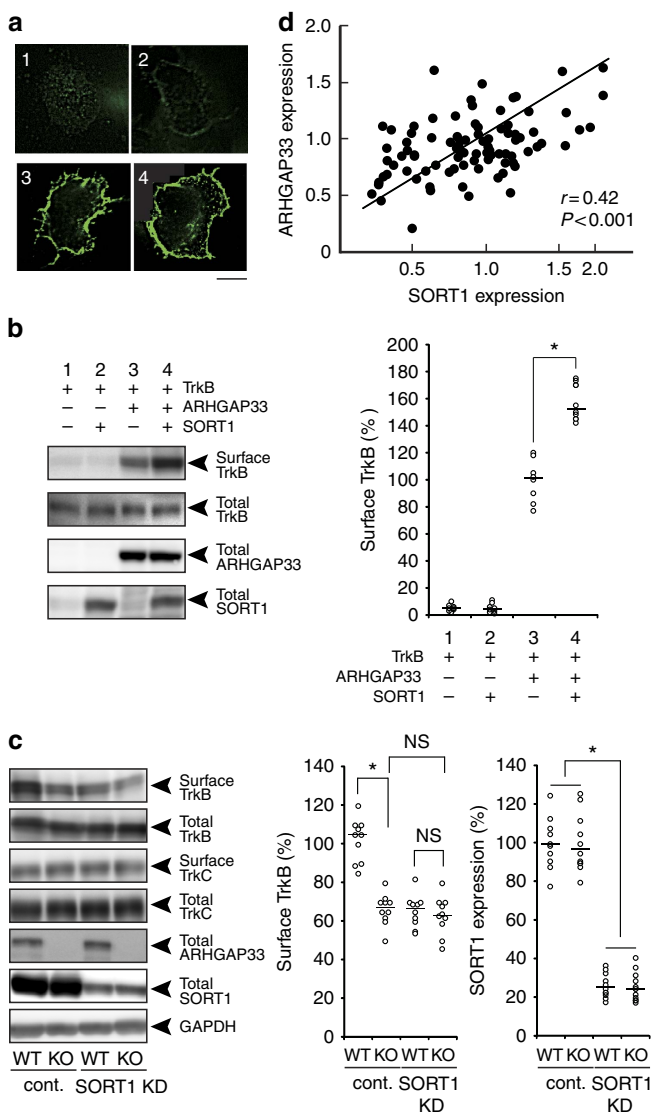 a
1
2
3
4
d
ARHGAP33 expression
2.0
1.5
1.0
0.5
0
r=0.42
P<0.001
0.5 1.0 1.5 2.0
SORT1 expression
b
1 2 3 4
+ + + + TrkB
− − + + ARHGAP33
− + − + SORT1
Surface TrkB
Total TrkB
Total ARHGAP33
Total SORT1
Surface TrkB (%)
200
180
160
140
120
100
80
60
40
20
0
*
1 2 3 4
TrkB + + + +
ARHGAP33 − − + +
SORT1 − + − +
c
Surface TrkB
Total TrkB
Surface TrkC
Total TrkC
Total ARHGAP33
Total SORT1
GAPDH
WT KO WT KO
cont. SORT1 KD
Surface TrkB (%)
140
120
100
80
60
40
20
0
*
NS
NS
WT KO WT KO
cont. SORT1
KD
SORT1 expression (%)
140
120
100
80
60
40
20
0
*
WT KO WT KO
cont. SORT1
KD